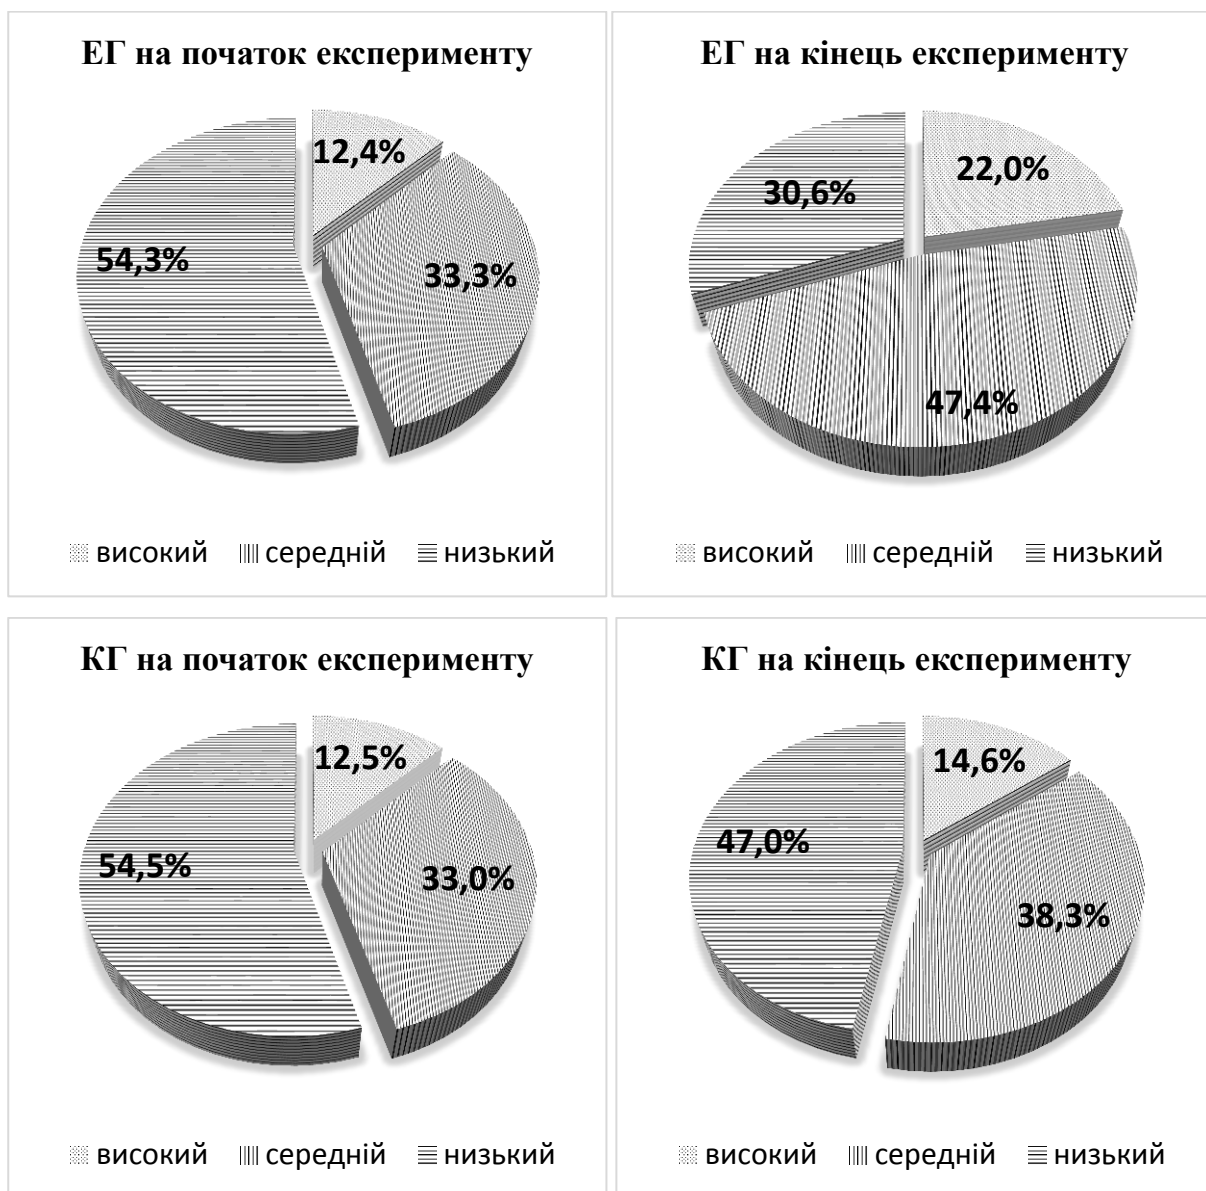 ЕГ на початок експерименту
12,4%
33,3%
54,3%
високий середній низький
ЕГ на кінець експерименту
22,0%
47,4%
30,6%
високий середній низький
КГ на початок експерименту
12,5%
33,0%
54,5%
високий середній низький
КГ на кінець експерименту
14,6%
38,3%
47,0%
високий середній низький